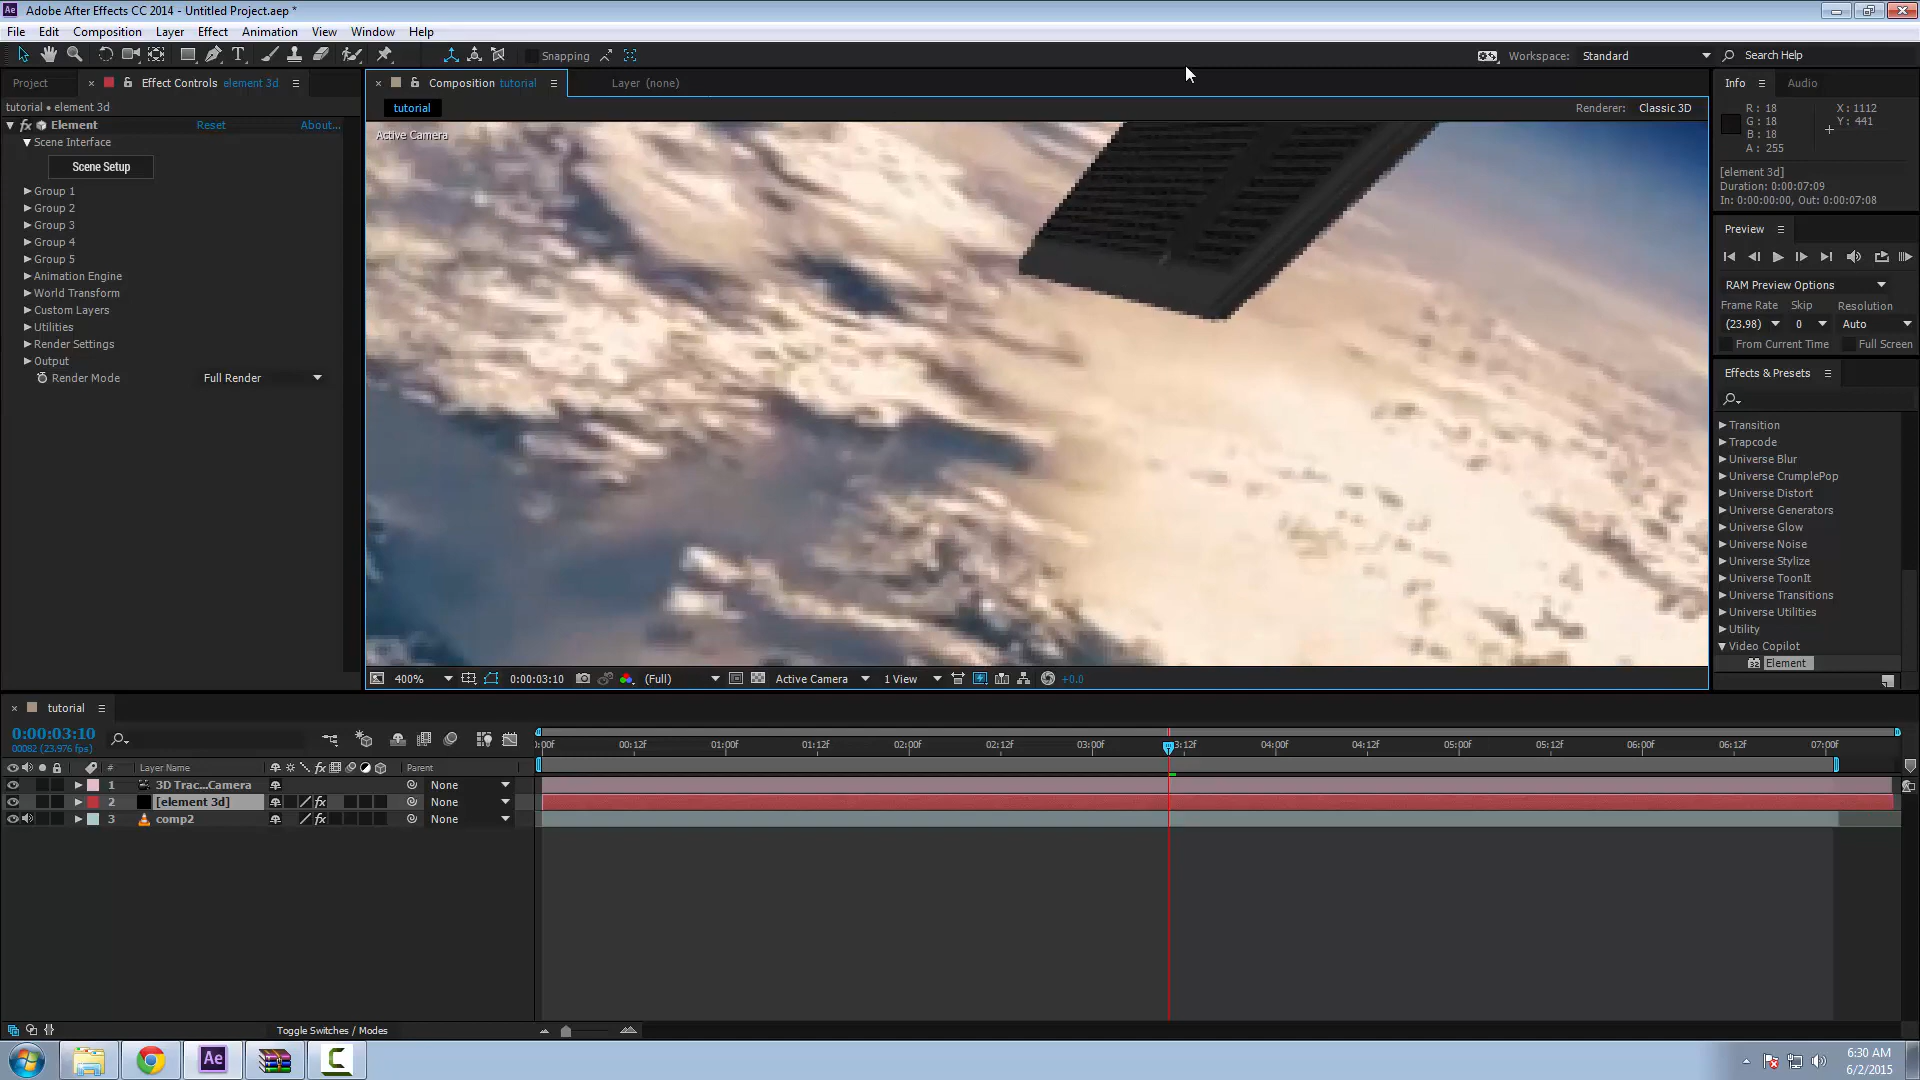 Ae Adobe After Effects CC 2014 - Untitled Project.aep *
File Edit Composition Layer Effect Animation View Window Help
T Snapping Workspace: Standard Search Help
Project × Effect Controls element 3d × Composition tutorial Layer (none) Info Audio
tutorial • element 3d
tutorial Renderer: Classic 3D
fx Element Reset About...
Scene Interface
Scene Setup
Group 1
Group 2
Group 3
Group 4
Group 5
Animation Engine
World Transform
Custom Layers
Utilities
Render Settings
Output
Render Mode Full Render
Active Camera
400% 0:00:03:10 (Full) Active Camera 1 View +0.0
R: 18 X: 1112
G: 18 Y: 441
B: 18
A: 255
[element 3d]
Duration: 0:00:07:09
In: 0:00:00:00, Out: 0:00:07:08
Preview
RAM Preview Options
Frame Rate Skip Resolution
(23.98) 0 Auto
From Current Time Full Screen
Effects & Presets
Transition
Trapcode
Universe Blur
Universe CrumplePop
Universe Distort
Universe Generators
Universe Glow
Universe Noise
Universe Stylize
Universe ToonIt
Universe Transitions
Universe Utilities
Utility
Video Copilot
32 Element
× tutorial
0:00:03:10
00082 (23.976 fps)
:00f 00:12f 01:00f 01:12f 02:00f 02:12f 03:00f 3:12f 04:00f 04:12f 05:00f 05:12f 06:00f 06:12f 07:00f
# Layer Name fx Parent
1 3D Trac...Camera None
2 [element 3d] fx None
3 comp2 fx None
Toggle Switches / Modes
Ae C
6:30 AM
6/2/2015